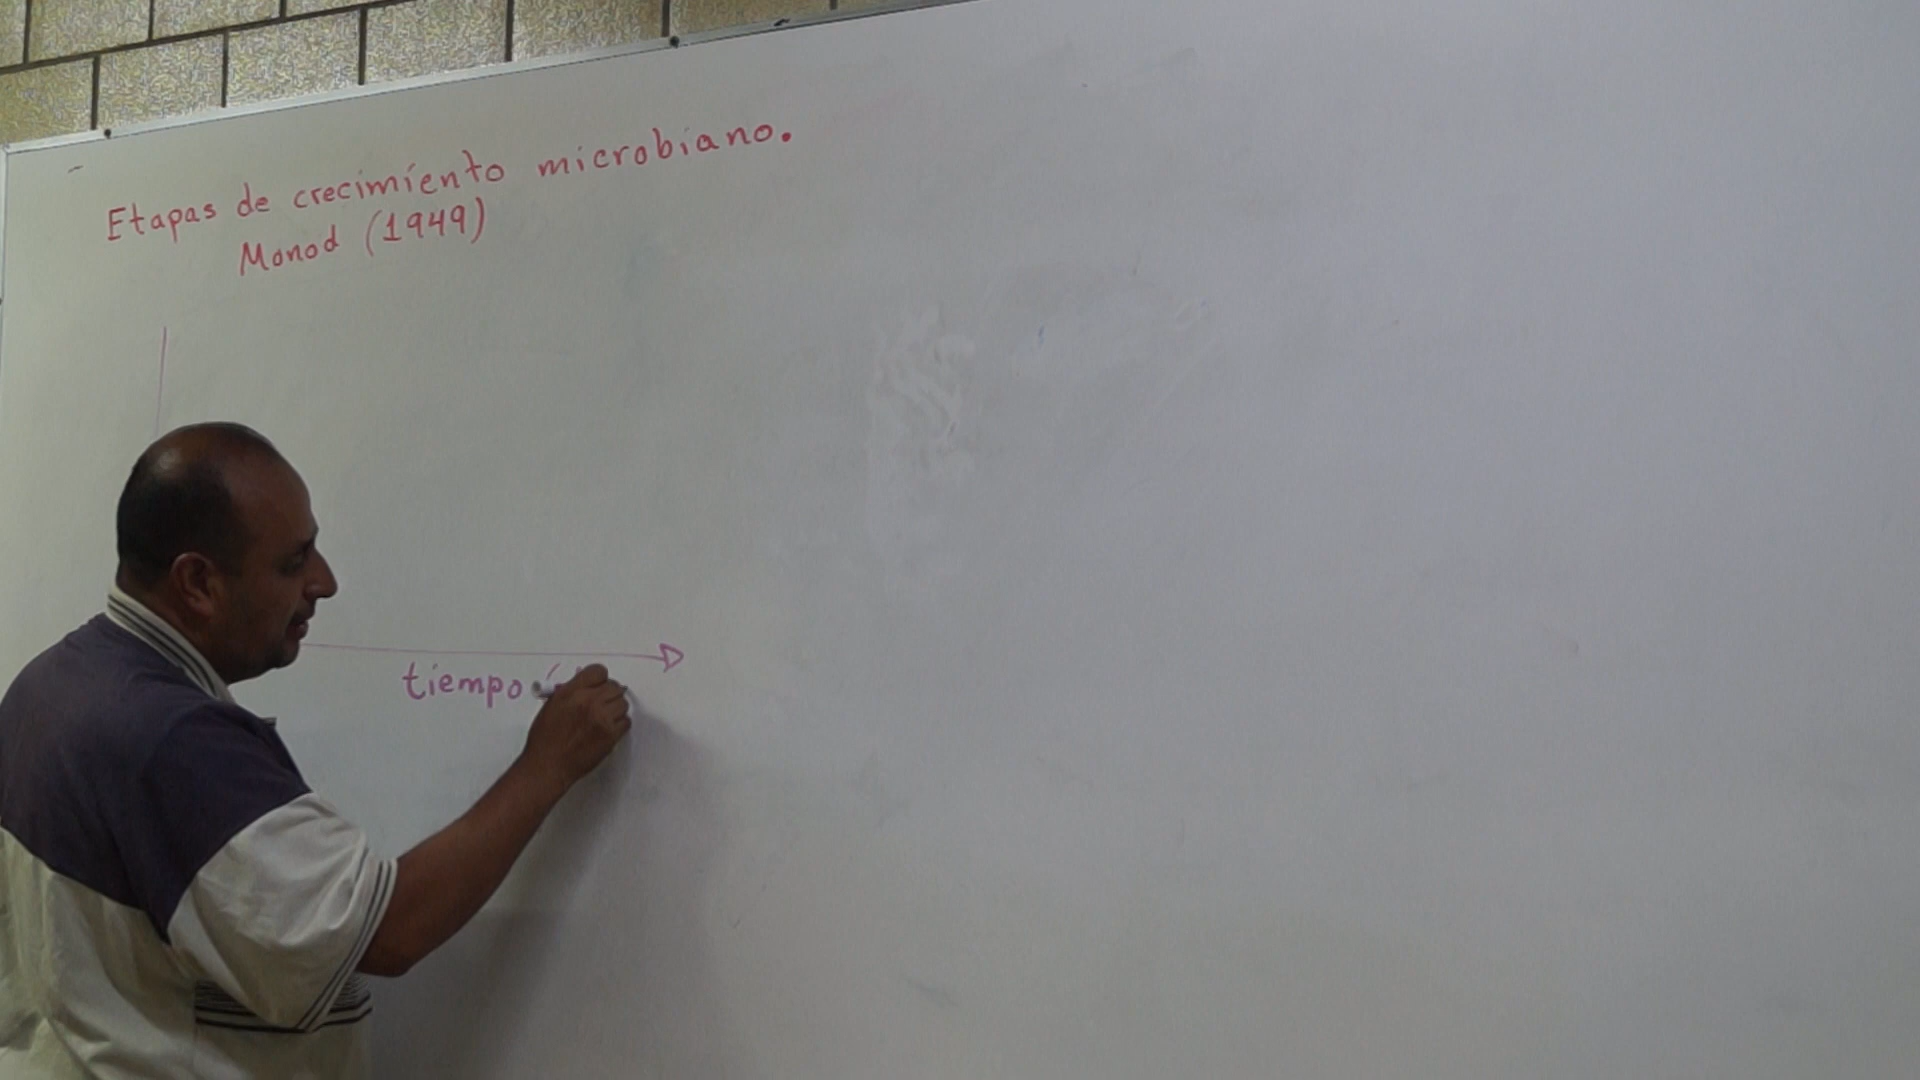 Etapas de crecimiento microbiano.
Monod (1949)
tiempo